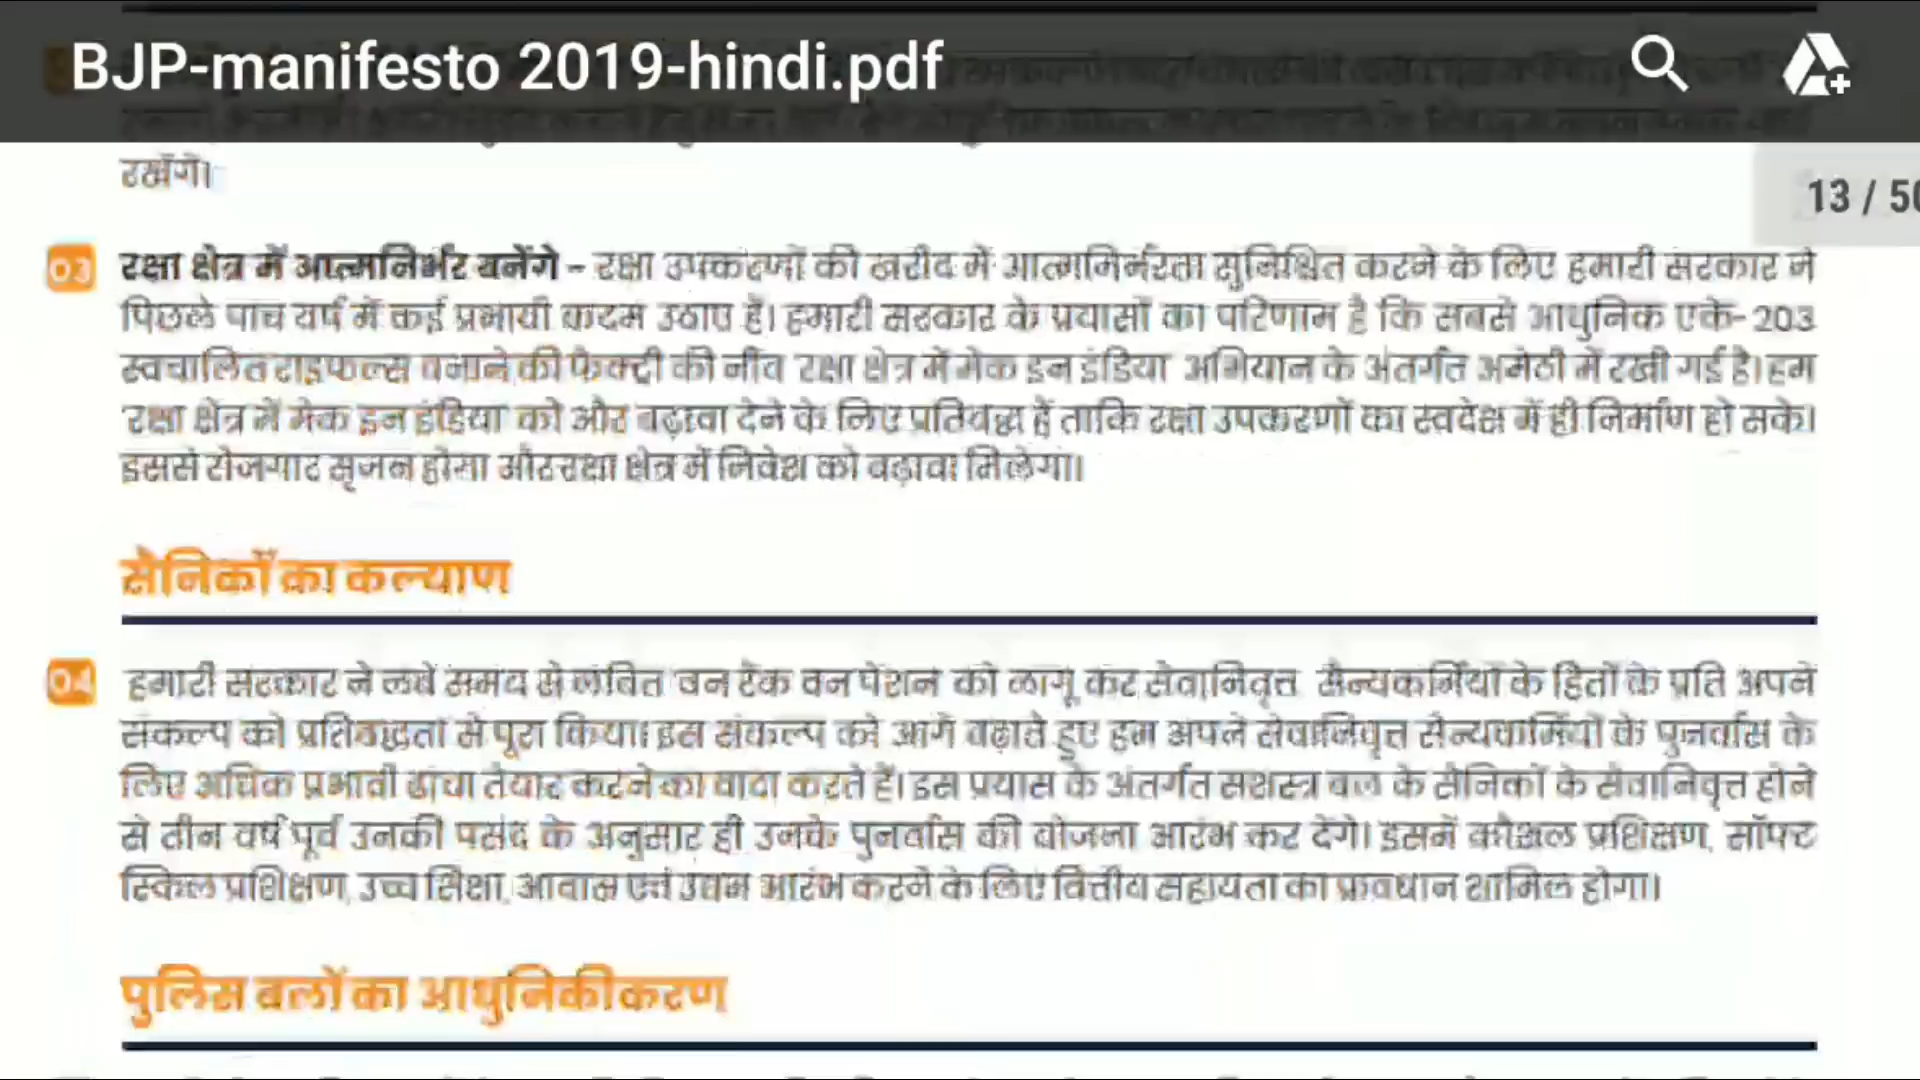 BJP-manifesto 2019-hindi.pdf
रखेंगे।
13 / 50
03 रक्षा क्षेत्र में आत्मनिर्भर बनेंगे – रक्षा उपकरणों की खरीद में आत्मनिर्भरता सुनिश्चित करने के लिए हमारी सरकार ने
पिछले पांच वर्ष में कई प्रभावी कदम उठाए हैं। हमारी सरकार के प्रयासों का परिणाम है कि सबसे आधुनिक एके- 203
स्वचालित राइफल्स बनाने की फैक्ट्री की नींव रक्षा क्षेत्र में मेक इन इंडिया अभियान के अंतर्गत अमेठी में रखी गई है। हम
रक्षा क्षेत्र में मेक इन इंडिया को और बढ़ावा देने के लिए प्रतिबद्ध हैं ताकि रक्षा उपकरणों का स्वदेश में ही निर्माण हो सके।
इससे रोजगार सृजन होगा और रक्षा क्षेत्र में निवेश को बढ़ावा मिलेगा।
सैनिकों का कल्याण
04 हमारी सरकार ने लंबे समय से लंबित 'वन रैंक वन पेंशन' को लागू कर सेवानिवृत्त सैन्यकर्मियों के हितों के प्रति अपने
संकल्प को प्रतिबद्धता से पूरा किया। इस संकल्प को आगे बढ़ाते हुए हम अपने सेवानिवृत्त सैन्यकर्मियों के पुनर्वास के
लिए अधिक प्रभावी ढांचा तैयार करने का वादा करते हैं। इस प्रयास के अंतर्गत सशस्त्र बल के सैनिकों के सेवानिवृत्त होने
से तीन वर्ष पूर्व उनकी पसंद के अनुसार ही उनके पुनर्वास की योजना आरंभ कर देंगे। इसमें कौशल प्रशिक्षण, सॉफ्ट
स्किल प्रशिक्षण, उच्च शिक्षा, आवास एवं उद्यम आरंभ करने के लिए वित्तीय सहायता का प्रावधान शामिल होगा।
पुलिस बलों का आधुनिकीकरण